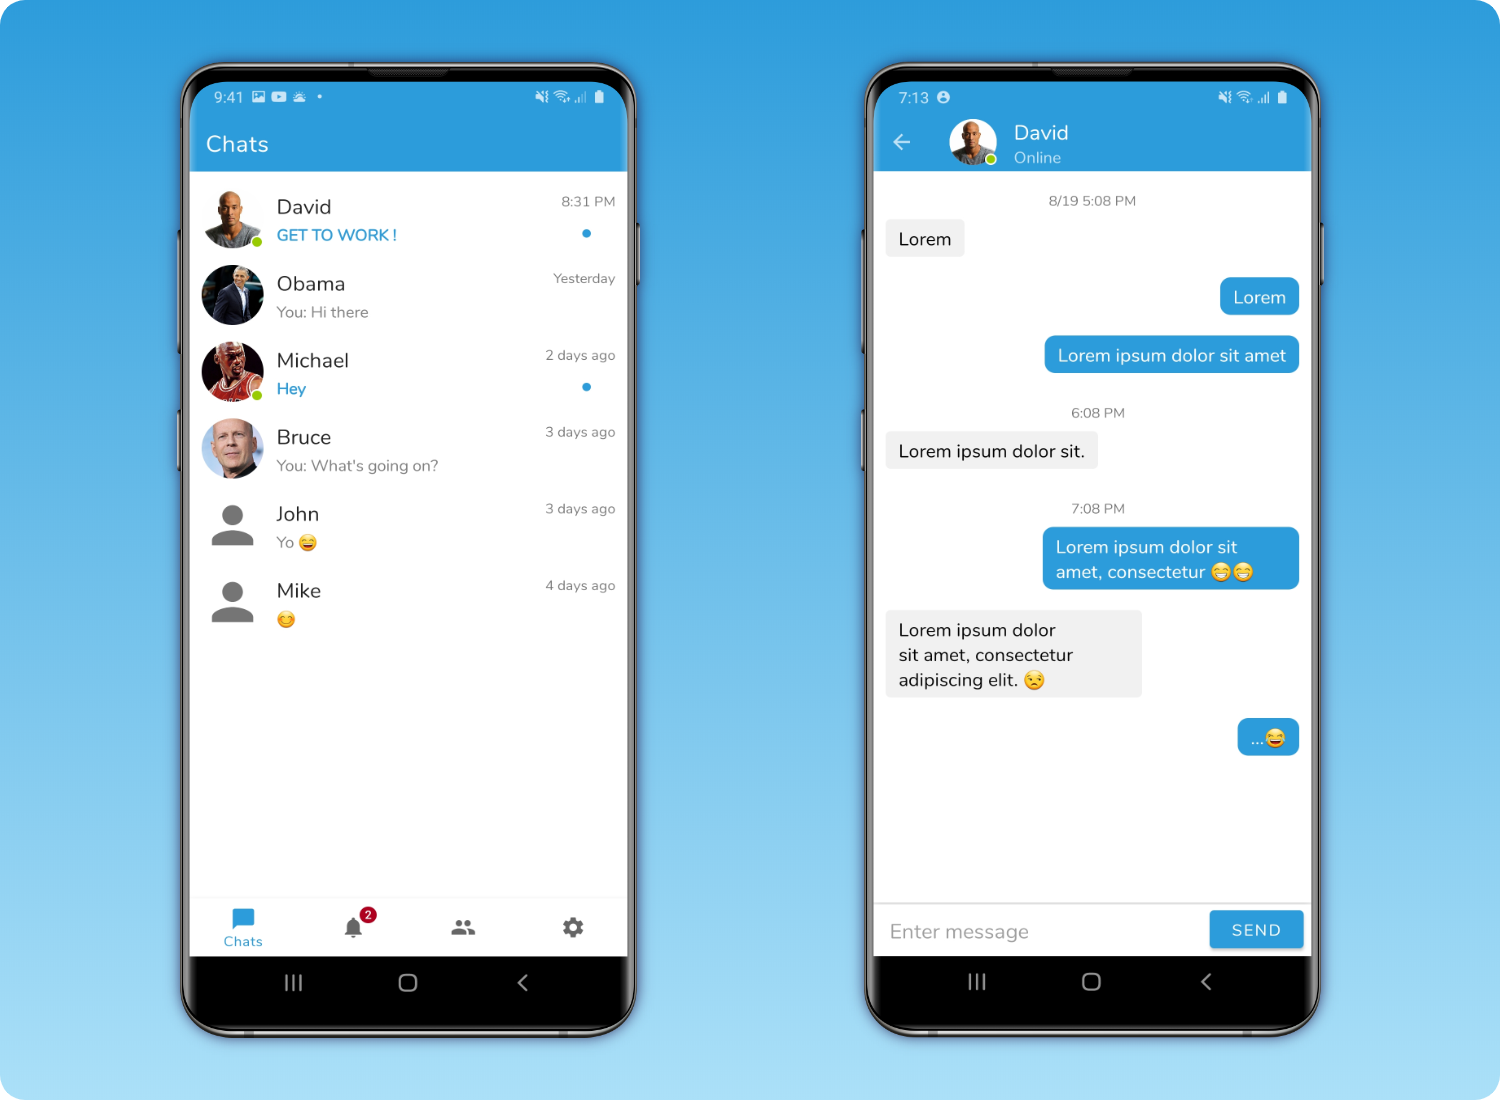 9:41
Chats
David
8:31 PM
GET TO WORK !
Obama
Yesterday
You: Hi there
Michael
2 days ago
Hey
Bruce
3 days ago
You: What's going on?
John
3 days ago
Yo 😄
Mike
4 days ago
😊
2
Chats
7:13
David
Online
8/19 5:08 PM
Lorem
Lorem
Lorem ipsum dolor sit amet
6:08 PM
Lorem ipsum dolor sit.
7:08 PM
Lorem ipsum dolor sit
amet, consectetur 😁😁
Lorem ipsum dolor
sit amet, consectetur
adipiscing elit. 😒
...😂
Enter message
SEND